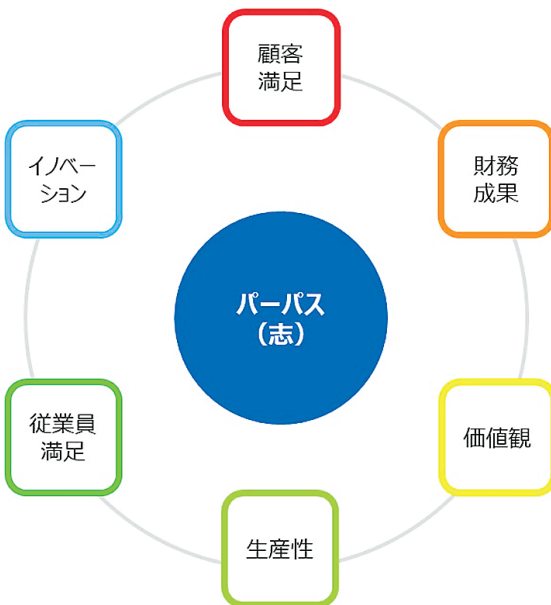 顧客
満足
イノベー
ション
財務
成果
パーパス
（志）
従業員
満足
価値観
生産性